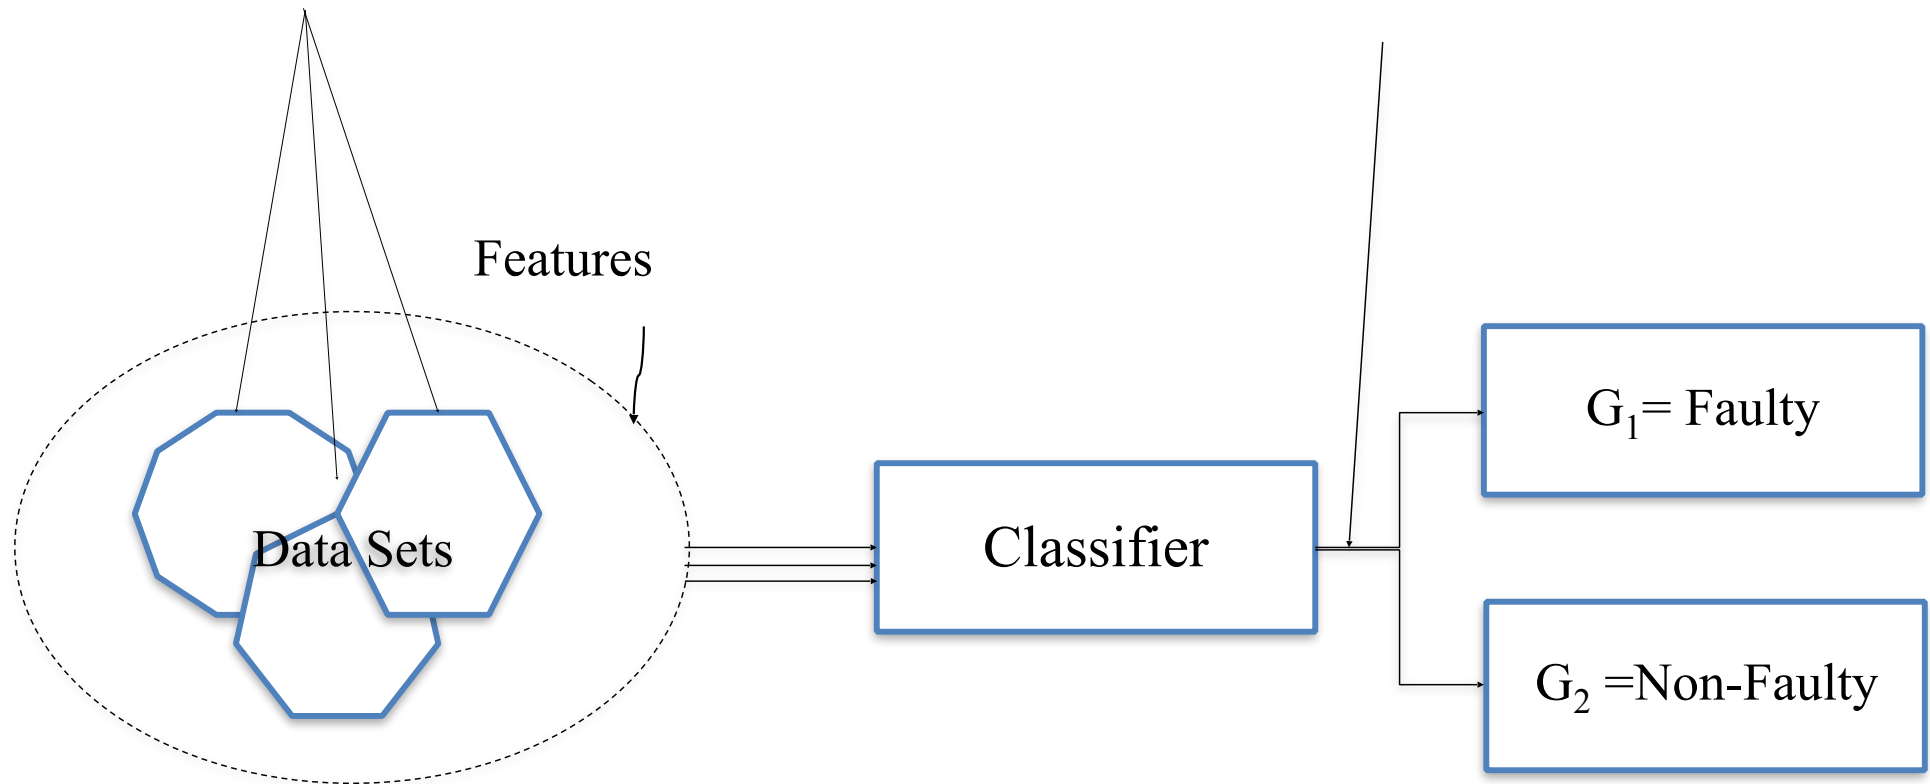 Features
Data Sets
Classifier
G₁= Faulty
G₂ =Non-Faulty